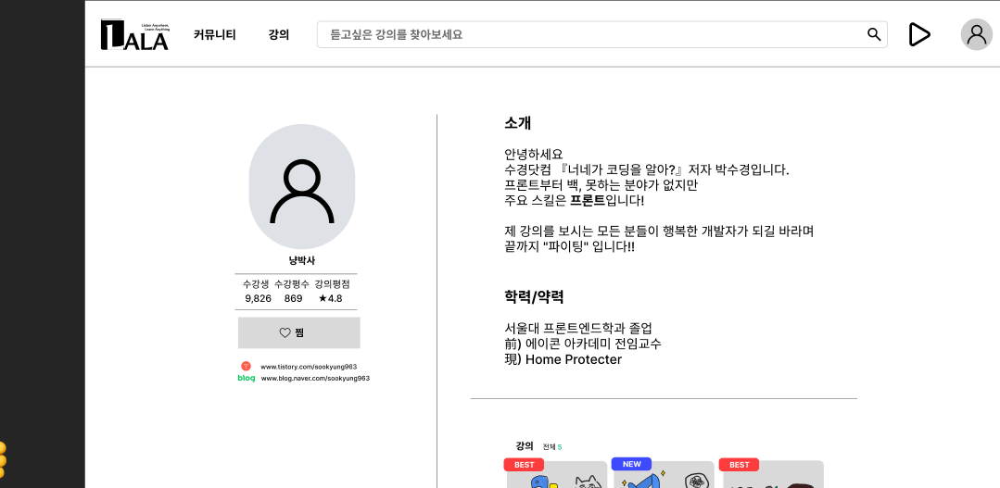 Listen Anywhere,
Learn Anything
LALA
커뮤니티
강의
듣고싶은 강의를 찾아보세요
냥박사
수강생 수강평수 강의평점
9,826 869 ★4.8
찜
www.tistory.com/sookyung963
blog www.blog.naver.com/sookyung963
소개
안녕하세요
수경닷컴 『너네가 코딩을 알아?』저자 박수경입니다.
프론트부터 백, 못하는 분야가 없지만
주요 스킬은 프론트입니다!
제 강의를 보시는 모든 분들이 행복한 개발자가 되길 바라며
끝까지 "파이팅" 입니다!!
학력/약력
서울대 프론트엔드학과 졸업
前) 에이콘 아카데미 전임교수
現) Home Protecter
강의 전체 5
BEST
NEW
BEST